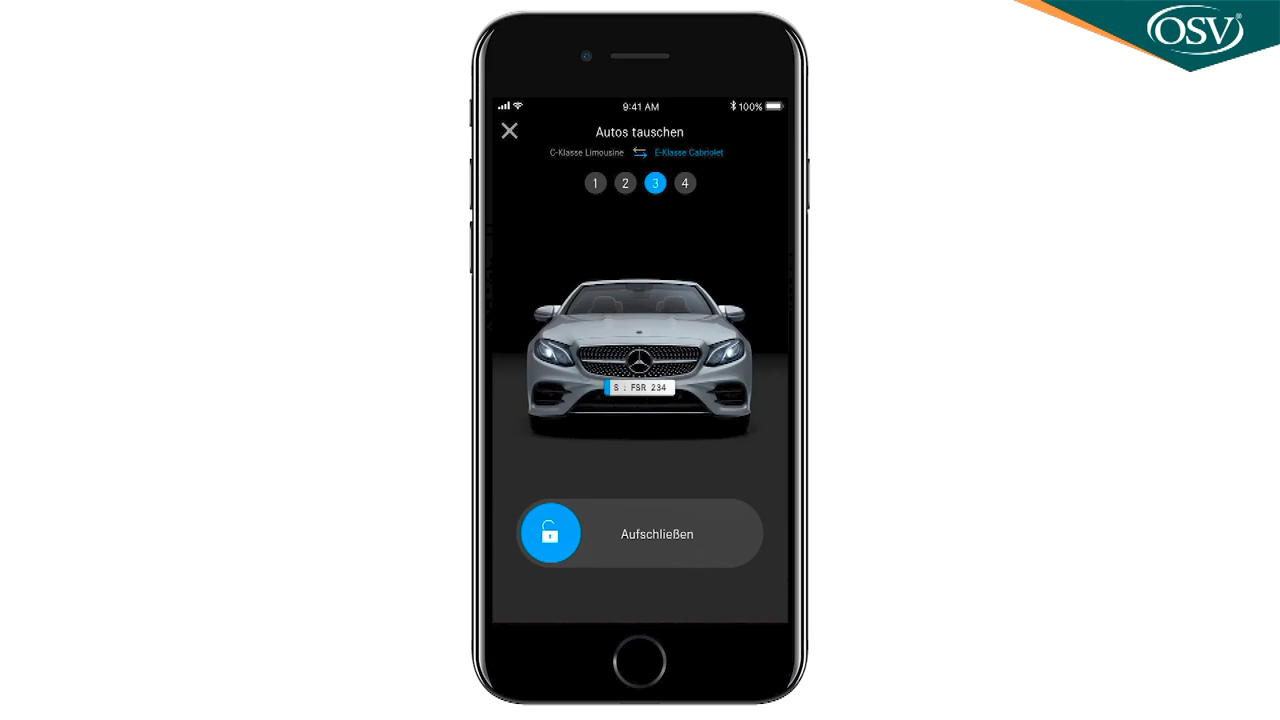 OSV®
9:41 AM
100%
Autos tauschen
C-Klasse Limousine E-Klasse Cabriolet
1 2 3 4
S : FSR 234
Aufschließen